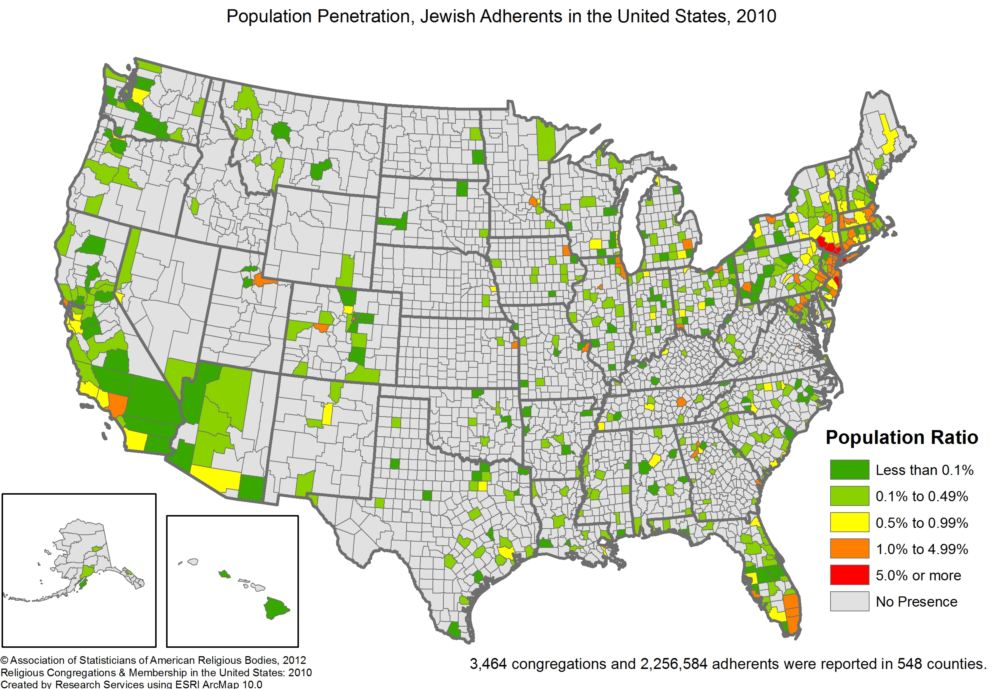 Population Penetration, Jewish Adherents in the United States, 2010
Population Ratio
Less than 0.1%
0.1% to 0.49%
0.5% to 0.99%
1.0% to 4.99%
5.0% or more
No Presence
© Association of Statisticians of American Religious Bodies, 2012
Religious Congregations & Membership in the United States: 2010
Created by Research Services using ESRI ArcMap 10.0
3,464 congregations and 2,256,584 adherents were reported in 548 counties.